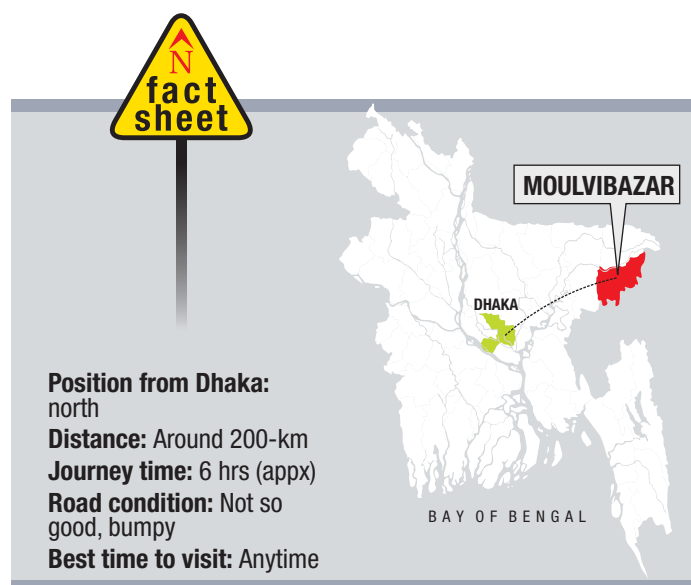 N
fact
sheet
MOULVIBAZAR
DHAKA
Position from Dhaka:
north
Distance: Around 200-km
Journey time: 6 hrs (appx)
Road condition: Not so
good, bumpy
Best time to visit: Anytime
BAY OF BENGAL